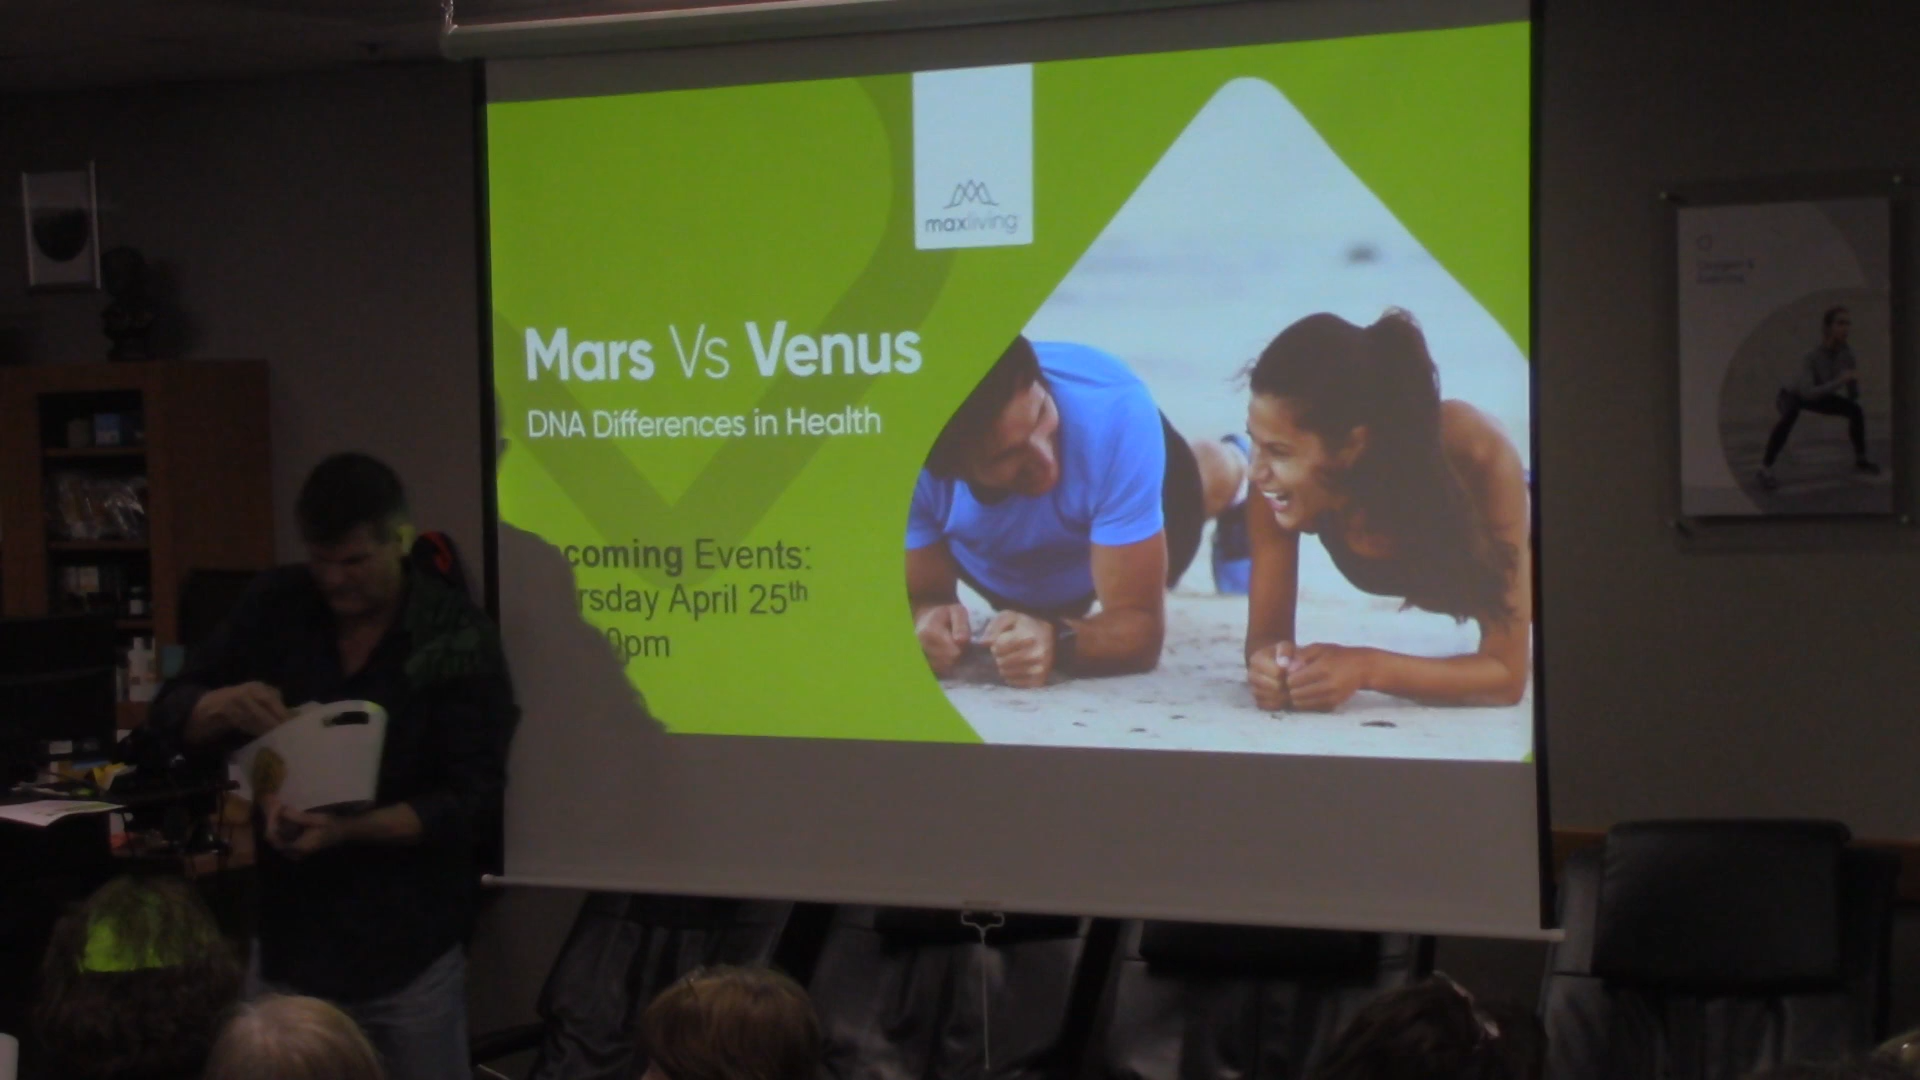 maxliving
Mars Vs Venus
DNA Differences in Health
coming Events:
rsday April 25th
0pm